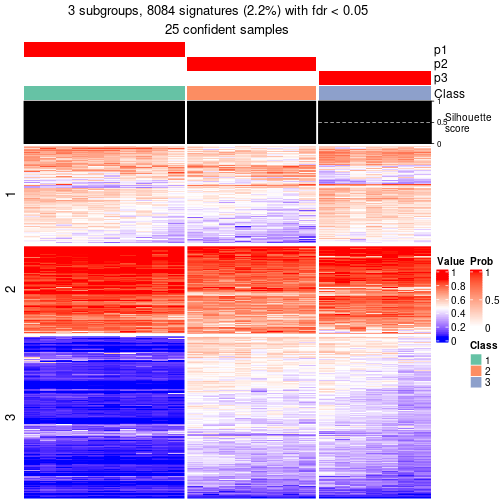 3 subgroups, 8084 signatures (2.2%) with fdr < 0.05
25 confident samples
p1
p2
p3
Class
1
0.5
0
Silhouette
score
1
2
3
Value
1
0.8
0.6
0.4
0.2
0
Prob
1
0.5
0
Class
1
2
3